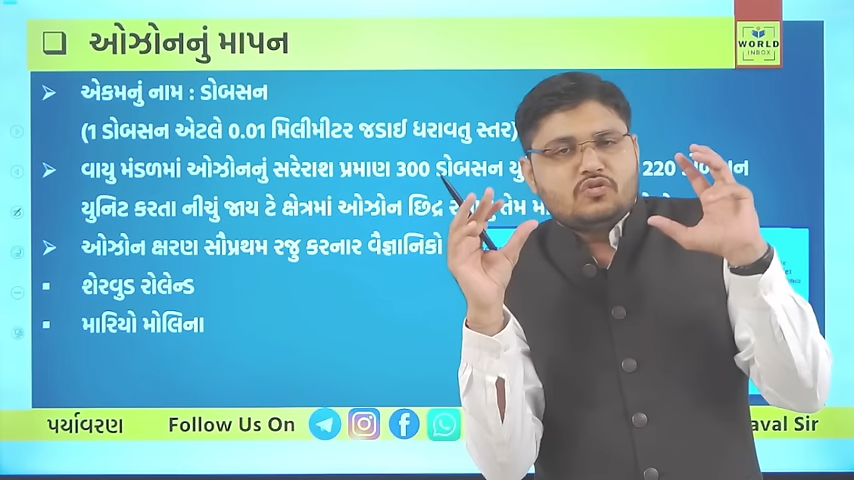 ❑ ઓઝોનનું માપન
WORLD
INBOX
➤ એકમનું નામ : ડોબસન
(1 ડોબસન એટલે 0.01 મિલીમીટર જડાઈ ધરાવતુ સ્તર)
➤ વાયુ મંડળમાં ઓઝોનનું સરેરાશ પ્રમાણ 300 ડોબસન 220
યુનિટ કરતા નીચું જાય ટે ક્ષેત્રમાં ઓઝોન છિદ્ર તેમ
➤ ઓઝોન ક્ષરણ સૌપ્રથમ રજુ કરનાર વૈજ્ઞાનિકો
▪ શેરવુડ રોલેન્ડ
▪ મારિયો મોલિના
પર્યાવરણ Follow Us On Sir